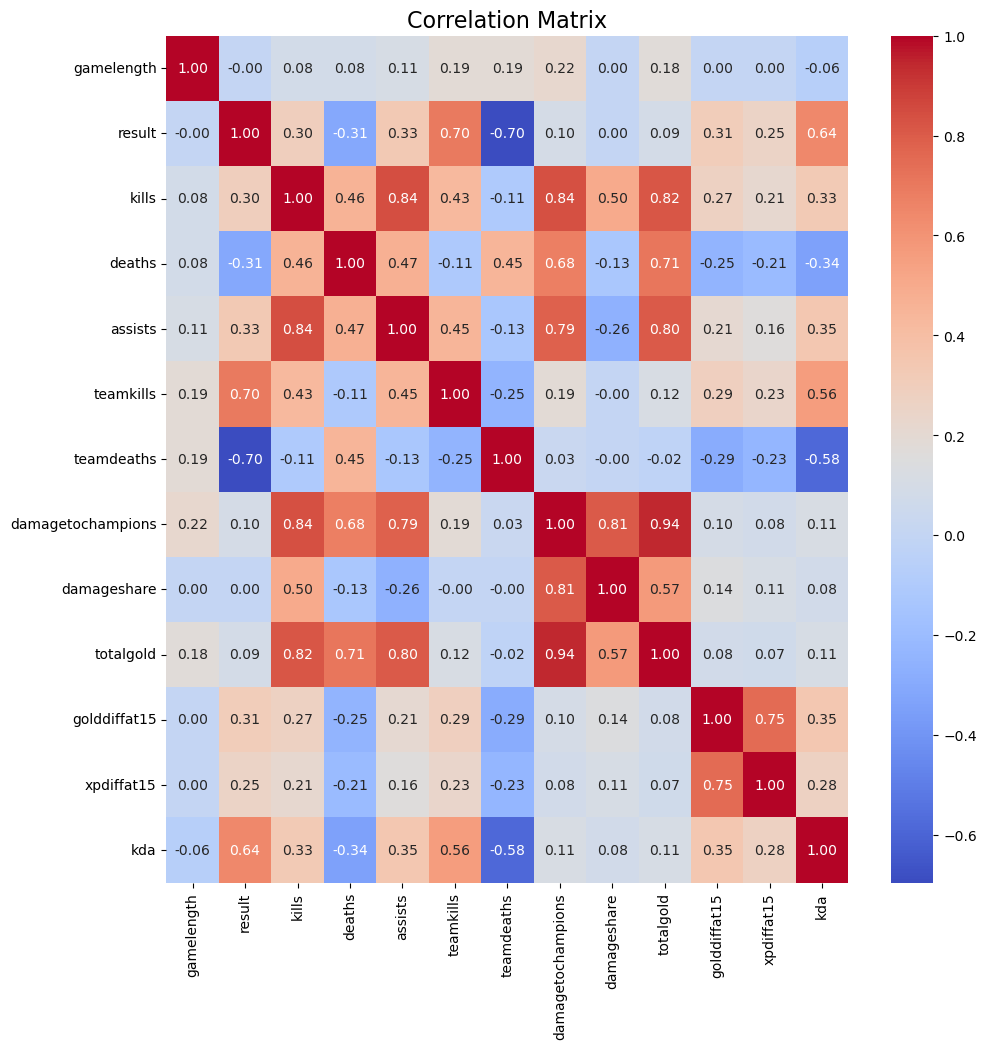 Correlation Matrix
gamelength 1.00 -0.00 0.08 0.08 0.11 0.19 0.19 0.22 0.00 0.18 0.00 0.00 -0.06
result -0.00 1.00 0.30 -0.31 0.33 0.70 -0.70 0.10 0.00 0.09 0.31 0.25 0.64
kills 0.08 0.30 1.00 0.46 0.84 0.43 -0.11 0.84 0.50 0.82 0.27 0.21 0.33
deaths 0.08 -0.31 0.46 1.00 0.47 -0.11 0.45 0.68 -0.13 0.71 -0.25 -0.21 -0.34
assists 0.11 0.33 0.84 0.47 1.00 0.45 -0.13 0.79 -0.26 0.80 0.21 0.16 0.35
teamkills 0.19 0.70 0.43 -0.11 0.45 1.00 -0.25 0.19 -0.00 0.12 0.29 0.23 0.56
teamdeaths 0.19 -0.70 -0.11 0.45 -0.13 -0.25 1.00 0.03 -0.00 -0.02 -0.29 -0.23 -0.58
damagetochampions 0.22 0.10 0.84 0.68 0.79 0.19 0.03 1.00 0.81 0.94 0.10 0.08 0.11
damageshare 0.00 0.00 0.50 -0.13 -0.26 -0.00 -0.00 0.81 1.00 0.57 0.14 0.11 0.08
totalgold 0.18 0.09 0.82 0.71 0.80 0.12 -0.02 0.94 0.57 1.00 0.08 0.07 0.11
golddiffat15 0.00 0.31 0.27 -0.25 0.21 0.29 -0.29 0.10 0.14 0.08 1.00 0.75 0.35
xpdiffat15 0.00 0.25 0.21 -0.21 0.16 0.23 -0.23 0.08 0.11 0.07 0.75 1.00 0.28
kda -0.06 0.64 0.33 -0.34 0.35 0.56 -0.58 0.11 0.08 0.11 0.35 0.28 1.00
gamelength
result
kills
deaths
assists
teamkills
teamdeaths
damagetochampions
damageshare
totalgold
golddiffat15
xpdiffat15
kda
1.0
0.8
0.6
0.4
0.2
0.0
−0.2
−0.4
−0.6